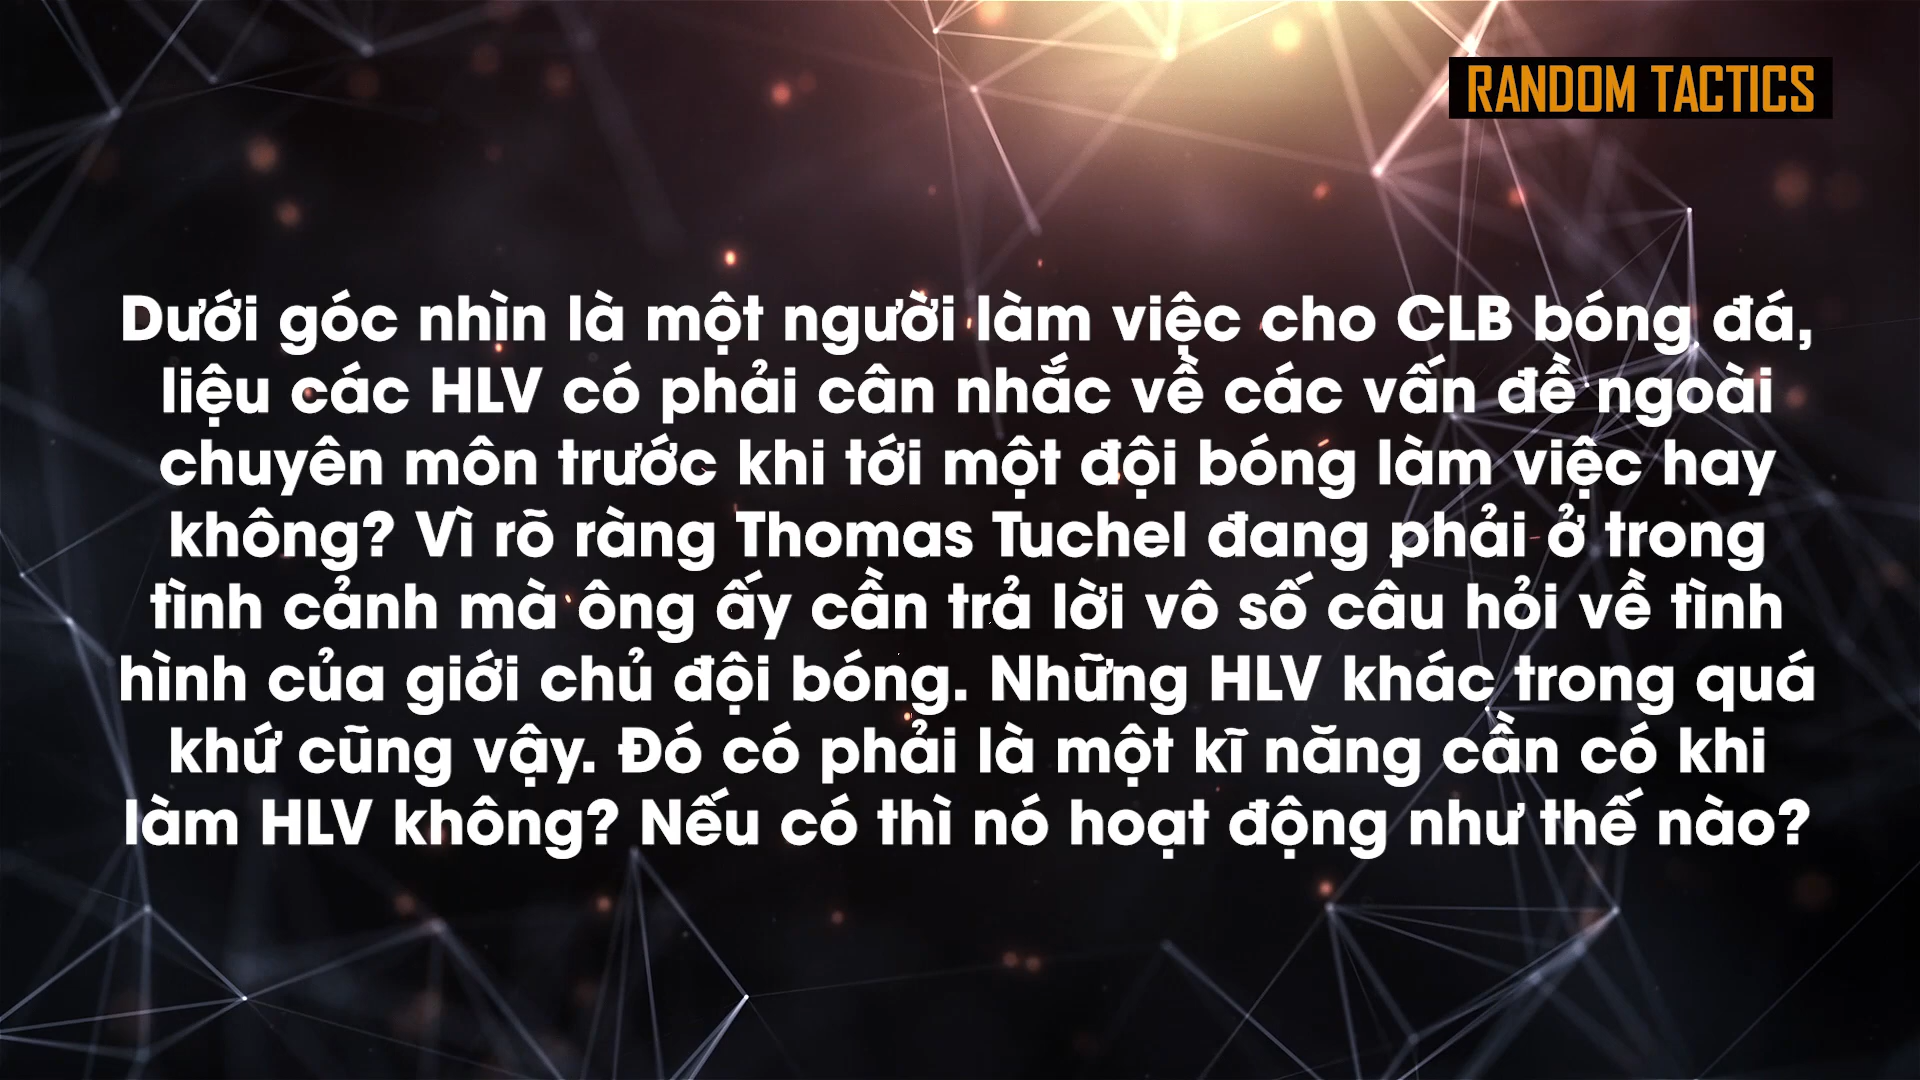 RANDOM TACTICS
Dưới góc nhìn là một người làm việc cho CLB bóng đá,
liệu các HLV có phải cân nhắc về các vấn đề ngoài
chuyên môn trước khi tới một đội bóng làm việc hay
không? Vì rõ ràng Thomas Tuchel đang phải ở trong
tình cảnh mà ông ấy cần trả lời vô số câu hỏi về tình
hình của giới chủ đội bóng. Những HLV khác trong quá
khứ cũng vậy. Đó có phải là một kĩ năng cần có khi
làm HLV không? Nếu có thì nó hoạt động như thế nào?